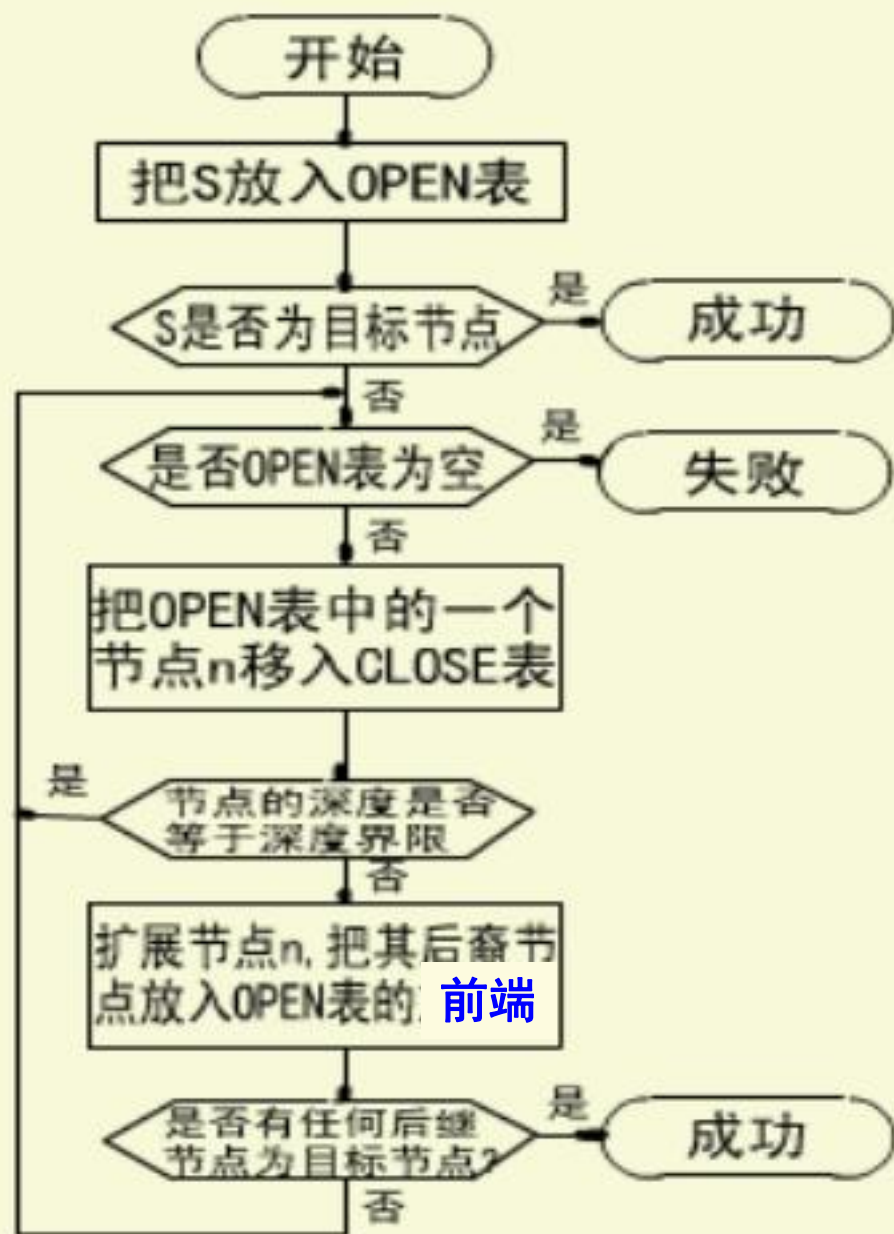 开始
把S放入OPEN表
是
S是否为目标节点
成功
否
是
是否OPEN表为空
失败
否
把OPEN表中的一个
节点n移入CLOSE表
是
节点的深度是否
等于深度界限
否
扩展节点n,把其后裔节
点放入OPEN表的前端
是
是否有任何后继
节点为目标节点?
成功
否